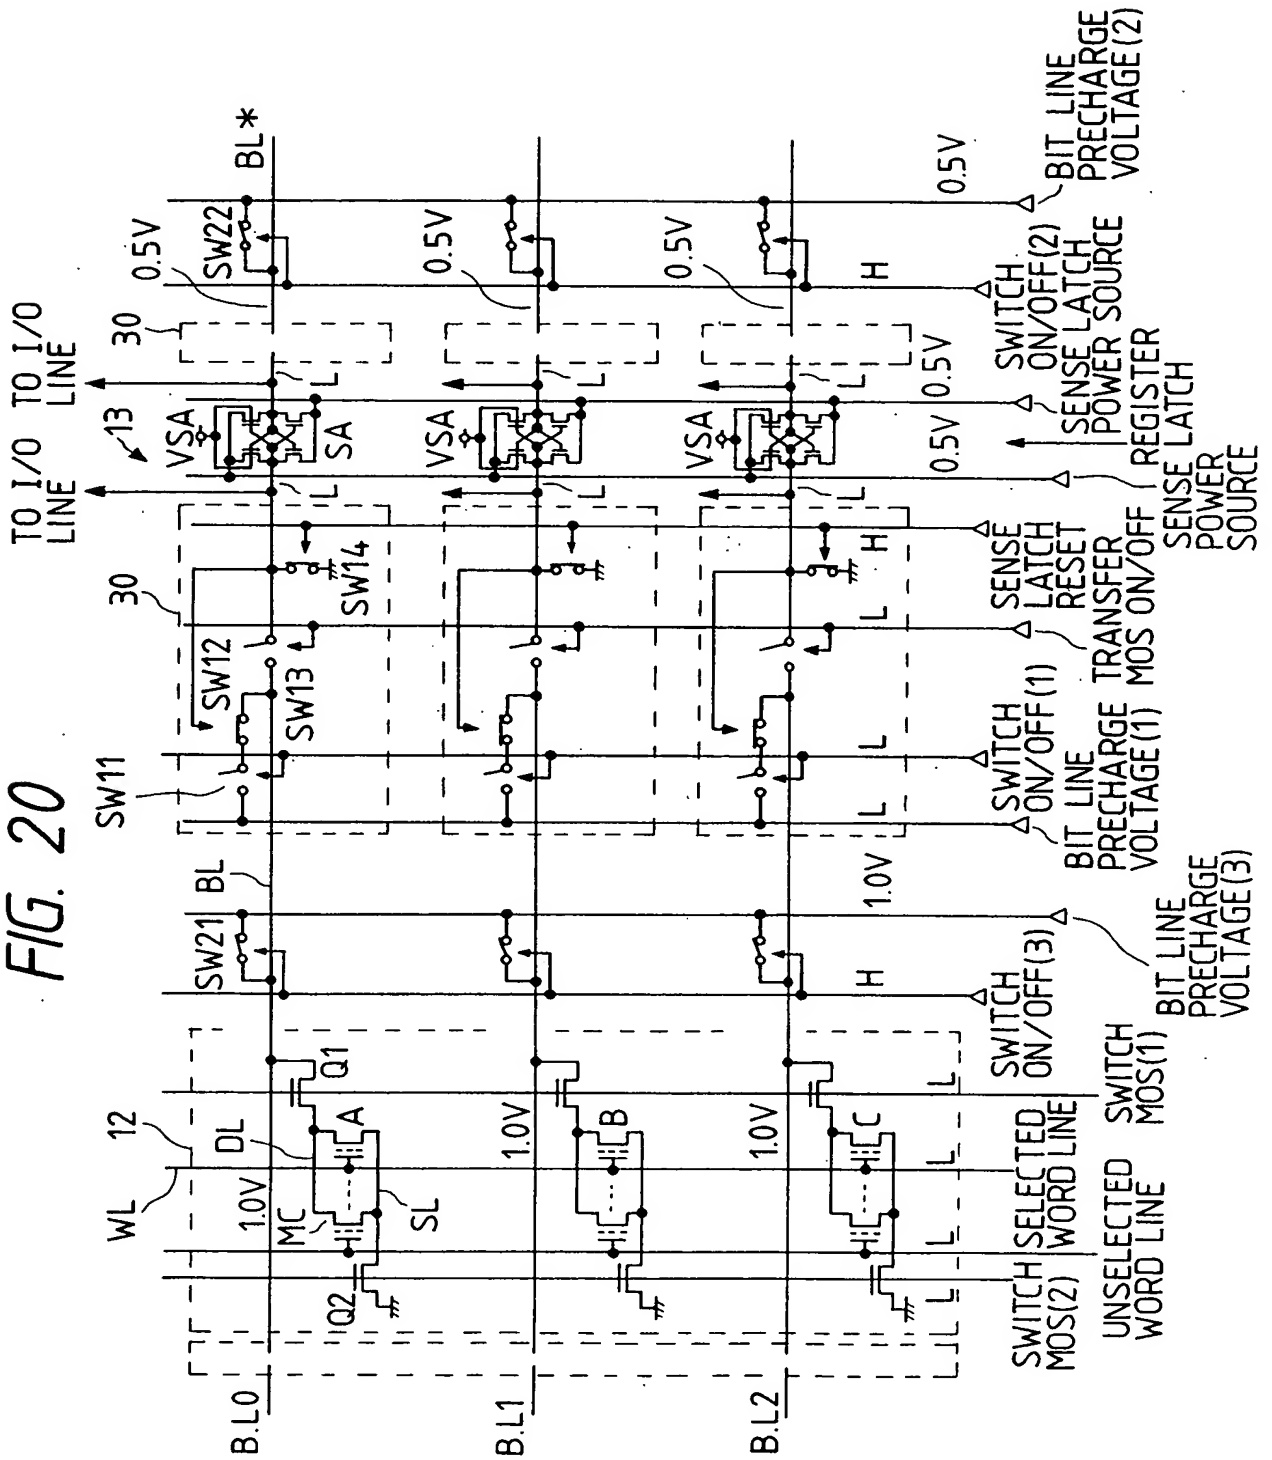 FIG. 20
TO I/O
LINE
TO I/O
LINE
13
30
30
12
WL
DL
1.0V
MC
A
Q1
Q2
SL
SW21
BL
SW11
SW12
SW13
SW14
L
VSA
SA
L
0.5V
SW22
BL*
B.L0
1.0V
B
L
VSA
L
0.5V
B.L1
1.0V
C
L
VSA
L
0.5V
B.L2
L
L
L
L
H
1.0V
L
L
L
H
0.5V
0.5V
H
0.5V
SWITCH
MOS(2)
UNSELECTED
WORD LINE
SELECTED
WORD LINE
SWITCH
MOS(1)
SWITCH
ON/OFF(3)
BIT LINE
PRECHARGE
VOLTAGE(3)
BIT LINE
PRECHARGE
VOLTAGE(1)
SWITCH
ON/OFF(1)
TRANSFER
MOS ON/OFF
SENSE
LATCH
RESET
SENSE LATCH
POWER
SOURCE
REGISTER
SENSE LATCH
POWER SOURCE
SWITCH
ON/OFF(2)
BIT LINE
PRECHARGE
VOLTAGE(2)